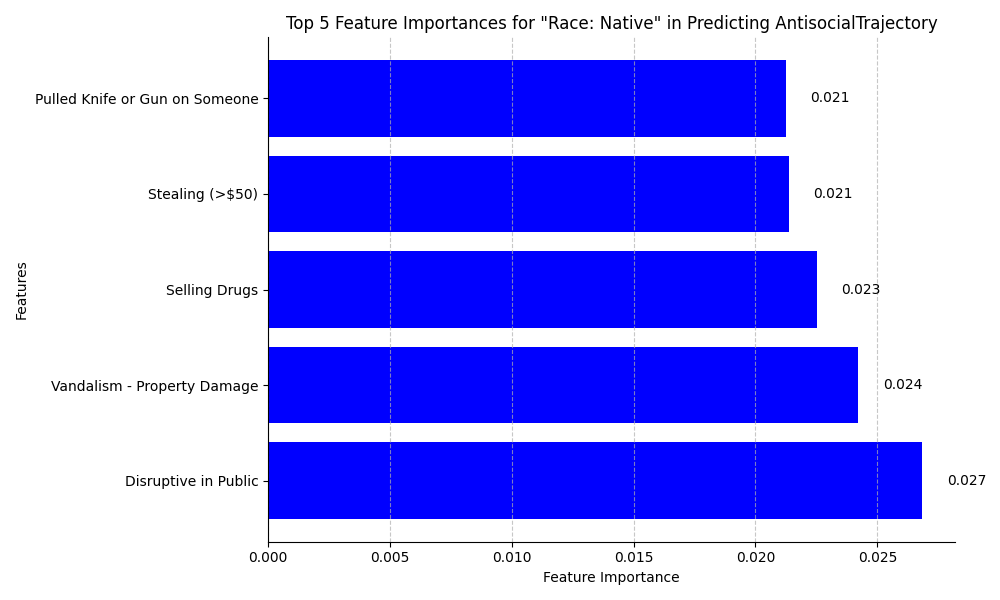 Top 5 Feature Importances for "Race: Native" in Predicting AntisocialTrajectory
Features
Pulled Knife or Gun on Someone
0.021
Stealing (>$50)
0.021
Selling Drugs
0.023
Vandalism - Property Damage
0.024
Disruptive in Public
0.027
0.000 0.005 0.010 0.015 0.020 0.025
Feature Importance